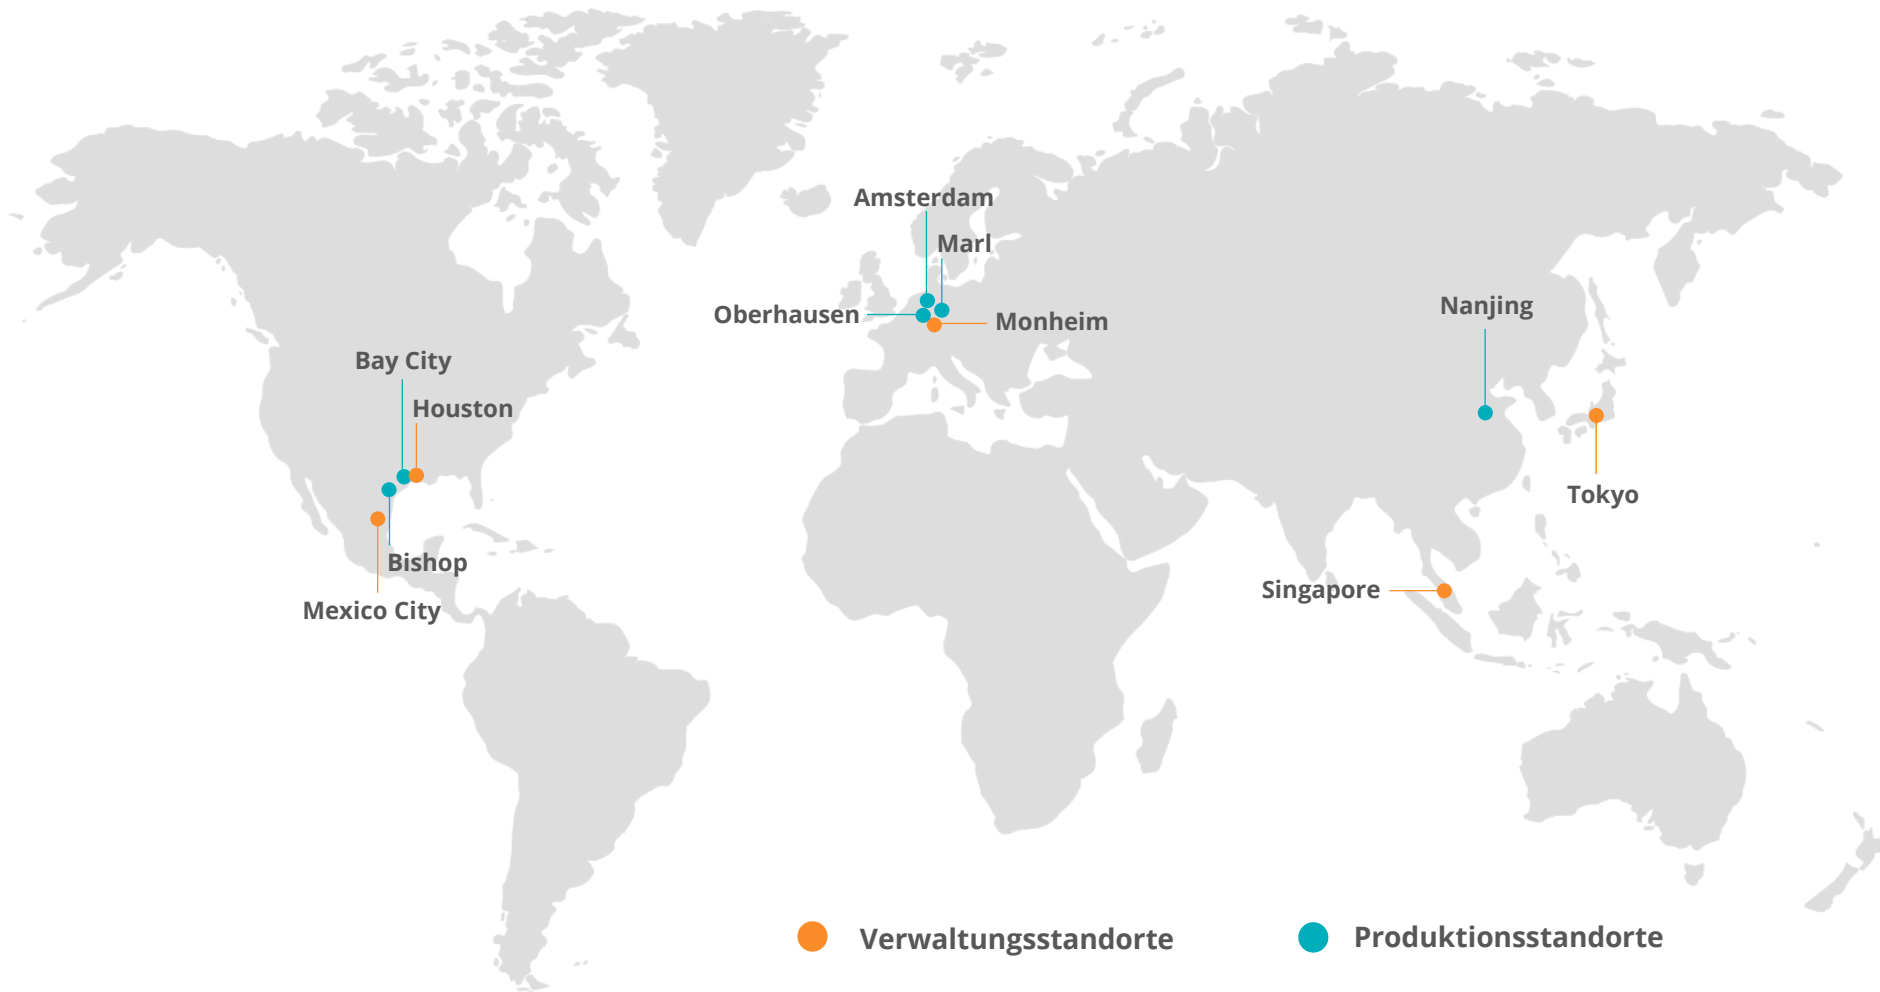 Amsterdam
Marl
Oberhausen
Monheim
Nanjing
Bay City
Houston
Tokyo
Bishop
Singapore
Mexico City
Verwaltungsstandorte
Produktionsstandorte